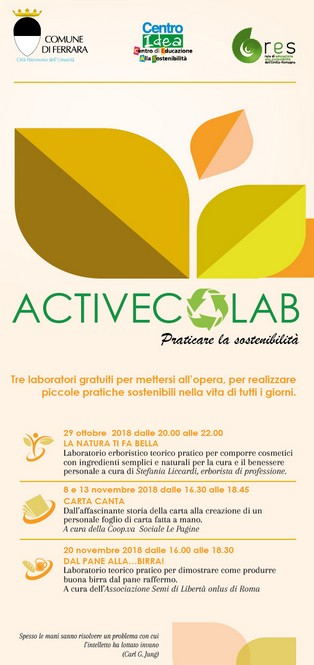 COMUNE
DI FERRARA
Città Patrimonio dell'Umanità
Centro
Idea
Centro di Educazione
Alla Sostenibilità
res
rete di educazione
alla sostenibilità
dell'Emilia-Romagna
ACTIVECOLAB
Praticare la sostenibilità
Tre laboratori gratuiti per mettersi all'opera, per realizzare
piccole pratiche sostenibili nella vita di tutti i giorni.
29 ottobre 2018 dalle 20.00 alle 22.00
LA NATURA TI FA BELLA
Laboratorio erboristico teorico pratico per comporre cosmetici
con ingredienti semplici e naturali per la cura e il benessere
personale a cura di Stefania Liccardi, erborista di professione.
8 e 13 novembre 2018 dalle 16.30 alle 18.45
CARTA CANTA
Dall'affascinante storia della carta alla creazione di un
personale foglio di carta fatta a mano.
A cura della Coop.va Sociale Le Pagine
20 novembre 2018 dalle 16.00 alle 18.30
DAL PANE ALLA...BIRRA!
Laboratorio teorico pratico per dimostrare come produrre
buona birra dal pane raffermo.
A cura dell'Associazione Semi di Libertà onlus di Roma
Spesso le mani sanno risolvere un problema con cui
l'intelletto ha lottato invano
(Carl G. Jung)